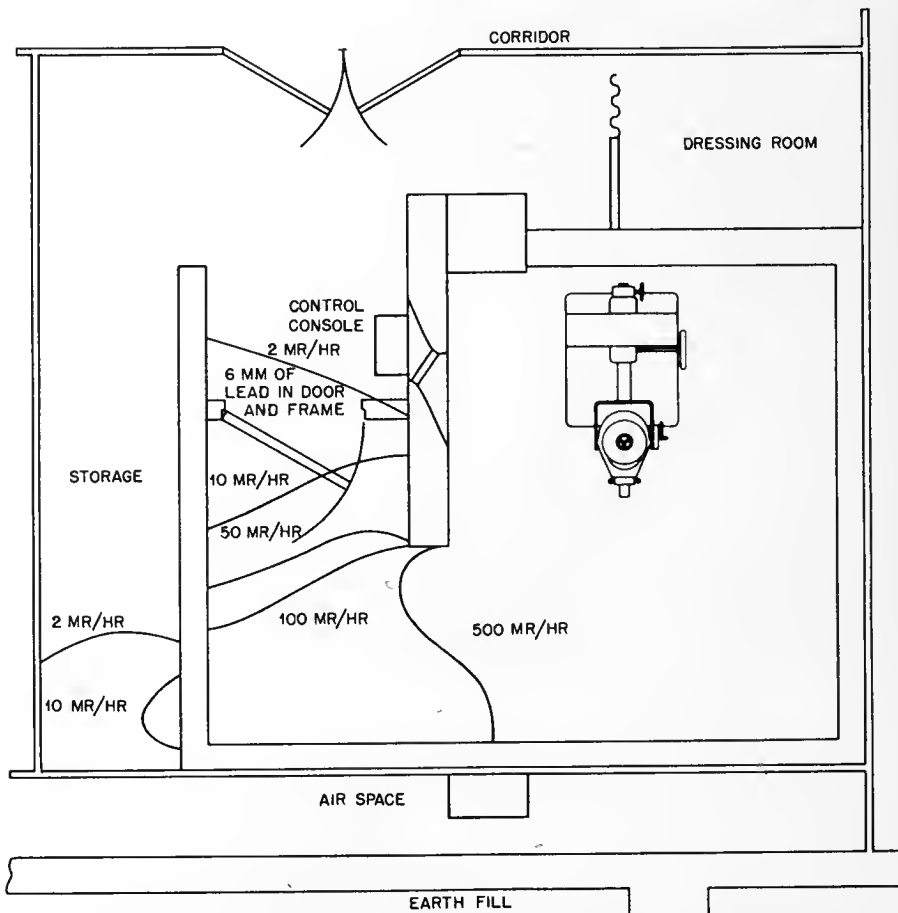 CORRIDOR
DRESSING ROOM
CONTROL
CONSOLE
2 MR/HR
6 MM OF
LEAD IN DOOR
AND FRAME
STORAGE
10 MR/HR
50 MR/HR
100 MR/HR
500 MR/HR
2 MR/HR
10 MR/HR
AIR SPACE
EARTH FILL